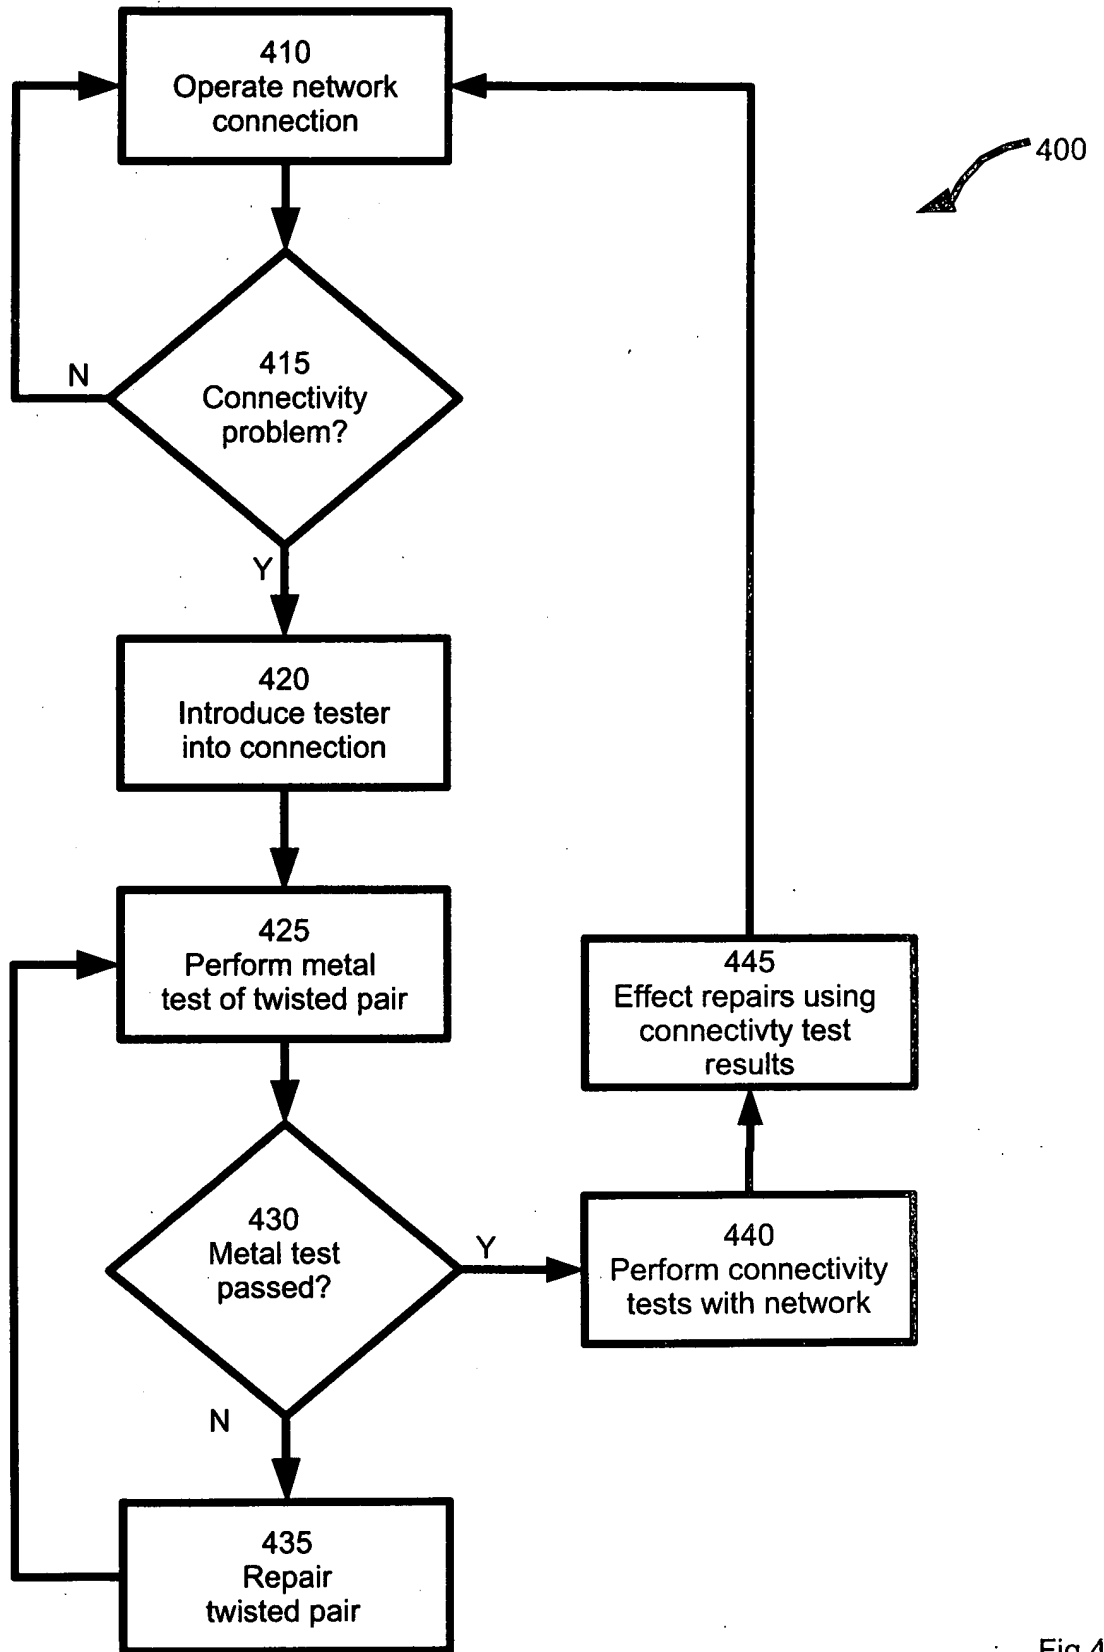 410
Operate network
connection
400
415
Connectivity
problem?
N
Y
420
Introduce tester
into connection
425
Perform metal
test of twisted pair
445
Effect repairs using
connectivty test
results
430
Metal test
passed?
Y
440
Perform connectivity
tests with network
N
435
Repair
twisted pair
Fig 4